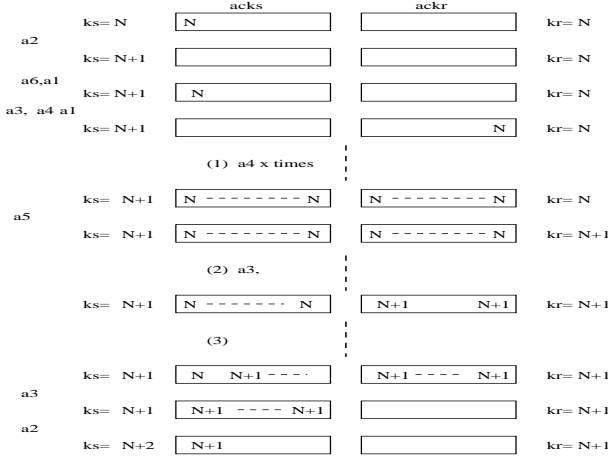 acks ackr
ks= N N kr= N
a2
ks= N+1 kr= N
a6,a1
ks= N+1 N kr= N
a3, a4 a1
ks= N+1 N kr= N
(1) a4 x times
ks= N+1 N N N N kr= N
a5
ks= N+1 N N N N kr= N+1
(2) a3,
ks= N+1 N N N+1 N+1 kr= N+1
(3)
ks= N+1 N N+1 N+1 N+1 kr= N+1
a3
ks= N+1 N+1 N+1 kr= N+1
a2
ks= N+2 N+1 kr= N+1